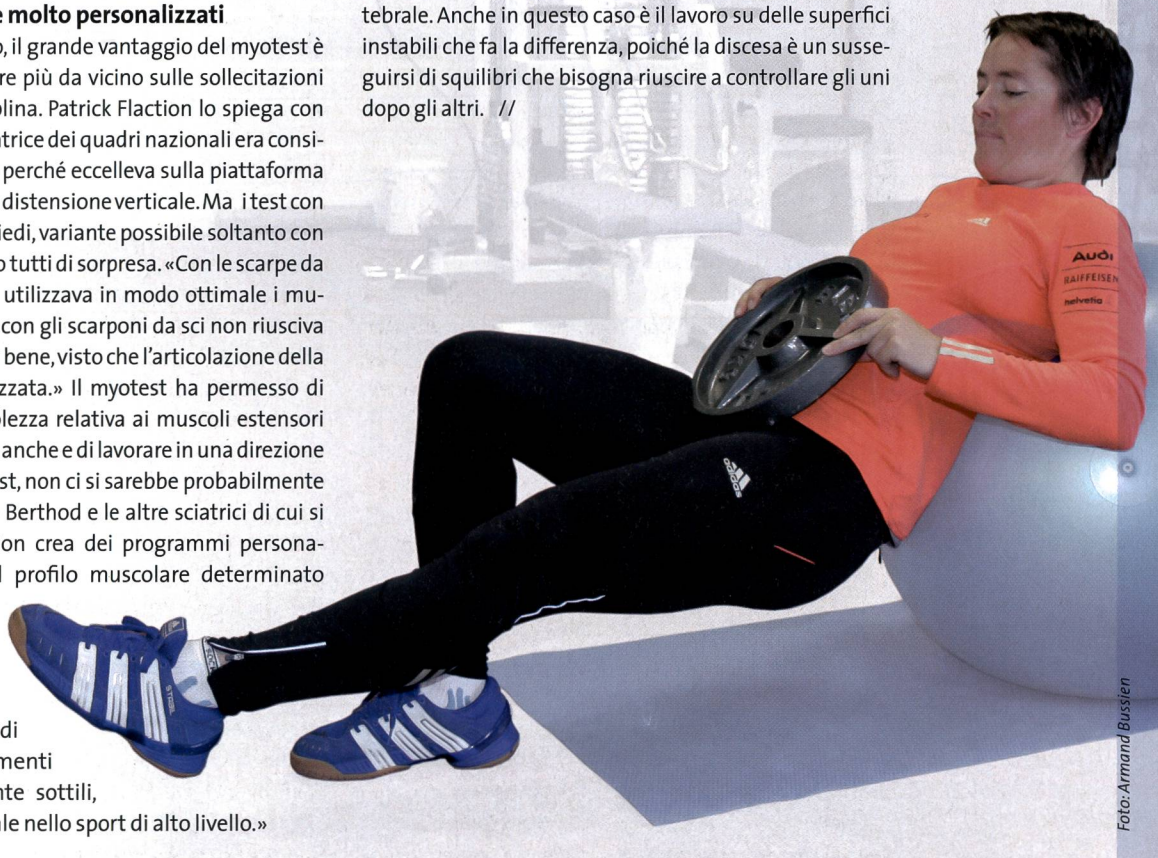 e molto personalizzati
o, il grande vantaggio del myotest è
re più da vicino sulle sollecitazioni
olina. Patrick Flaction lo spiega con
atrice dei quadri nazionali era consi-
perché eccelleva sulla piattaforma
distensione verticale. Ma i test con
iedi, variante possibile soltanto con
o tutti di sorpresa. «Con le scarpe da
utilizzava in modo ottimale i mu-
con gli scarponi da sci non riusciva
bene, visto che l'articolazione della
zzata.» Il myotest ha permesso di
olezza relativa ai muscoli estensori
anche e di lavorare in una direzione
st, non ci si sarebbe probabilmente
Berthod e le altre sciatrici di cui si
on crea dei programmi persona-
l profilo muscolare determinato
di
menti
nte sottili,
ale nello sport di alto livello.»
tebrale. Anche in questo caso è il lavoro su delle superfici
instabili che fa la differenza, poiché la discesa è un susse-
guirsi di squilibri che bisogna riuscire a controllare gli uni
dopo gli altri. //
Audi
RAIFFEISEN
helvetia
adidas
STABIL
Foto: Armand Bussien